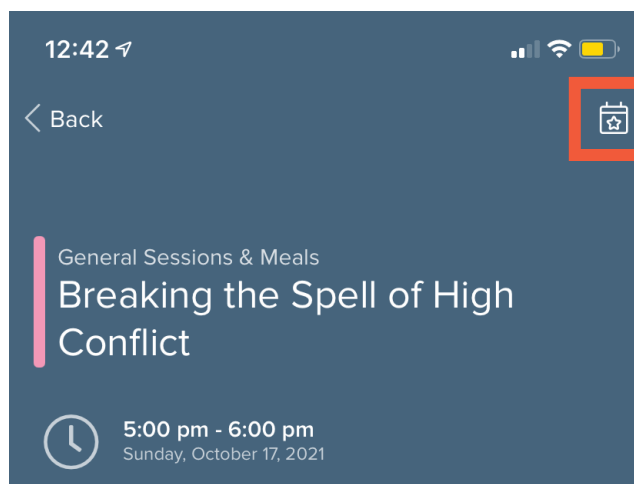 12:42
Back
General Sessions & Meals
Breaking the Spell of High
Conflict
5:00 pm - 6:00 pm
Sunday, October 17, 2021